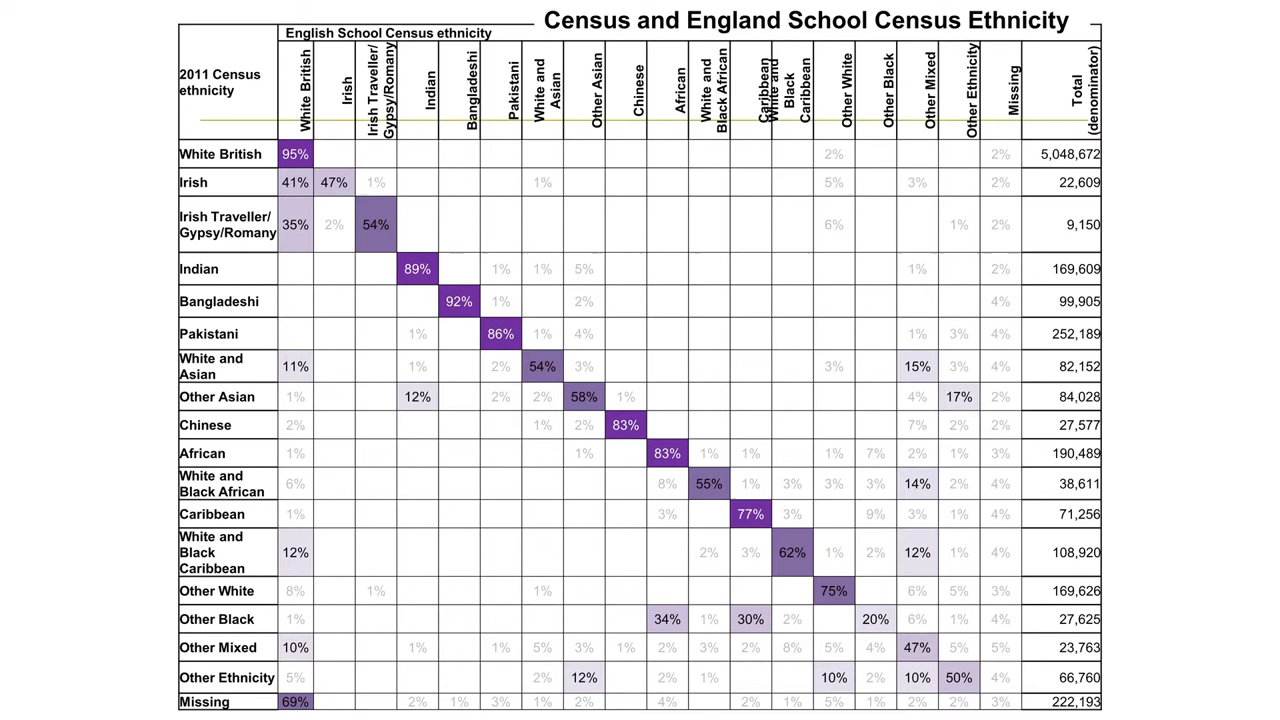 Census and England School Census Ethnicity
English School Census ethnicity
2011 Census ethnicity White British Irish Irish Traveller/ Gypsy/Romany Indian Bangladeshi Pakistani White and Asian Other Asian Chinese African White and Black African Caribbean White and Black Caribbean Other White Other Black Other Mixed Other Ethnicity Missing Total (denominator)
White British 95% 2% 2% 5,048,672
Irish 41% 47% 1% 1% 5% 3% 2% 22,609
Irish Traveller/ Gypsy/Romany 35% 2% 54% 6% 1% 2% 9,150
Indian 89% 1% 1% 5% 1% 2% 169,609
Bangladeshi 92% 1% 2% 4% 99,905
Pakistani 1% 86% 1% 4% 1% 3% 4% 252,189
White and Asian 11% 1% 2% 54% 3% 3% 15% 3% 4% 82,152
Other Asian 1% 12% 2% 2% 58% 1% 4% 17% 2% 84,028
Chinese 2% 1% 2% 83% 7% 2% 2% 27,577
African 1% 1% 83% 1% 1% 1% 7% 2% 1% 3% 190,489
White and Black African 6% 8% 55% 1% 3% 3% 3% 14% 2% 4% 38,611
Caribbean 1% 3% 77% 3% 9% 3% 1% 4% 71,256
White and Black Caribbean 12% 2% 3% 62% 1% 2% 12% 1% 4% 108,920
Other White 8% 1% 1% 75% 6% 5% 3% 169,626
Other Black 1% 34% 1% 30% 2% 20% 6% 1% 4% 27,625
Other Mixed 10% 1% 1% 5% 3% 1% 2% 3% 2% 8% 5% 4% 47% 5% 5% 23,763
Other Ethnicity 5% 2% 12% 2% 1% 10% 2% 10% 50% 4% 66,760
Missing 69% 2% 1% 3% 1% 2% 4% 2% 1% 5% 1% 2% 2% 3% 222,193